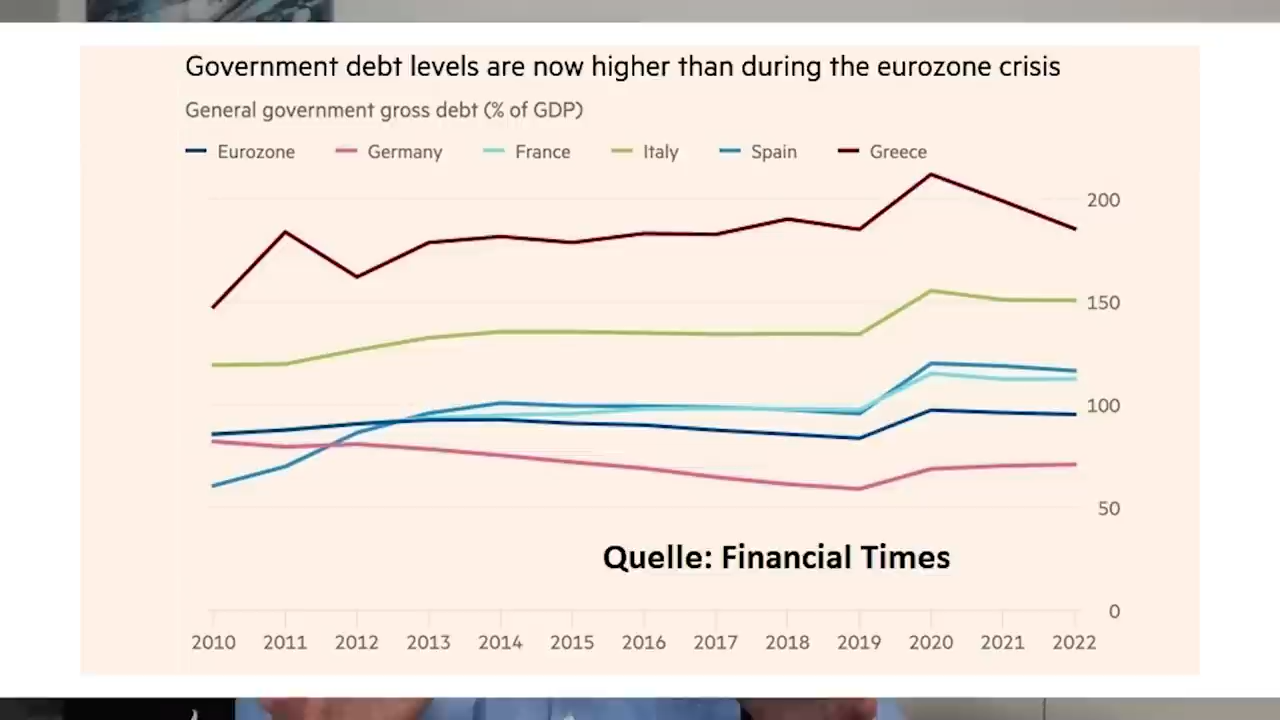 Government debt levels are now higher than during the eurozone crisis
General government gross debt (% of GDP)
Eurozone Germany France Italy Spain Greece
200
150
100
50
Quelle: Financial Times
0
2010 2011 2012 2013 2014 2015 2016 2017 2018 2019 2020 2021 2022